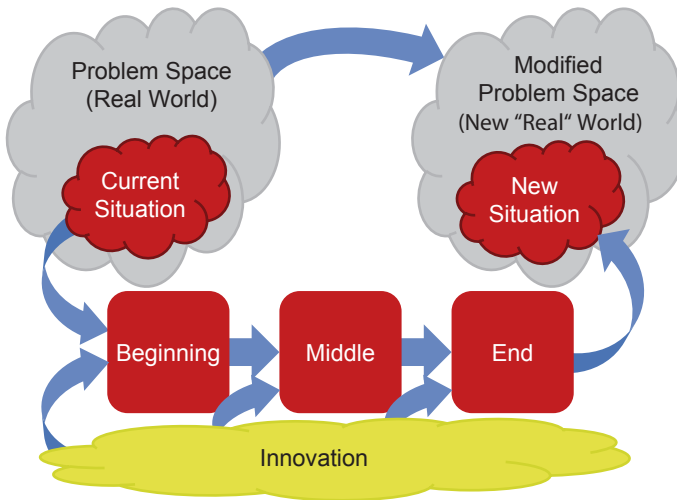 Problem Space
(Real World)
Modified
Problem Space
(New “Real“ World)
Current
Situation
New
Situation
Beginning
Middle
End
Innovation